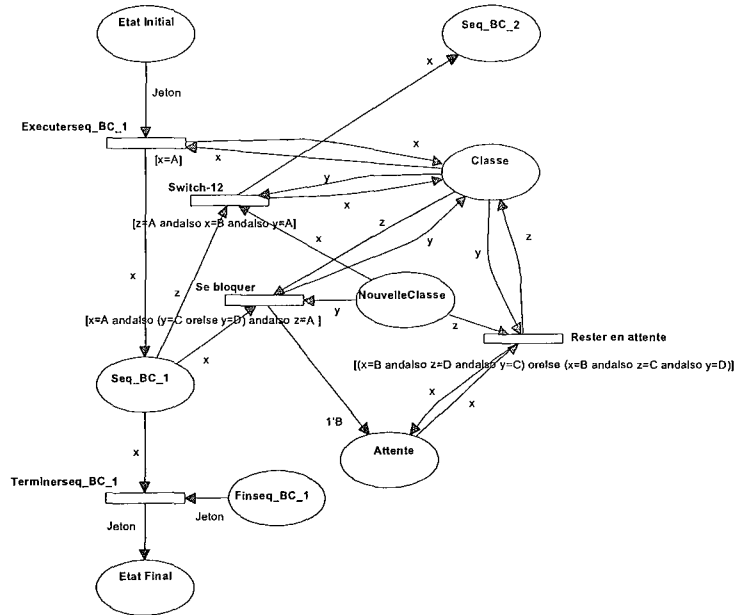 Etat Initial
Seq_BC_2
x
Jeton
Executerseq_BC_1
x
x
[x=A]
Classe
y
Switch-12
x
[z=A andalso x=B andalso y=A]
z
y
z
x
y
x
z
Se bloquer
NouvelleClasse
y
z
Rester en attente
[x=A andalso (y=C orelse y=D) andalso z=A ]
x
[(x=B andalso z=D andalso y=C) orelse (x=B andalso z=C andalso y=D)]
Seq_BC_1
x
x
1'B
Attente
x
Terminerseq_BC_1
Finseq_BC_1
Jeton
Jeton
Etat Final